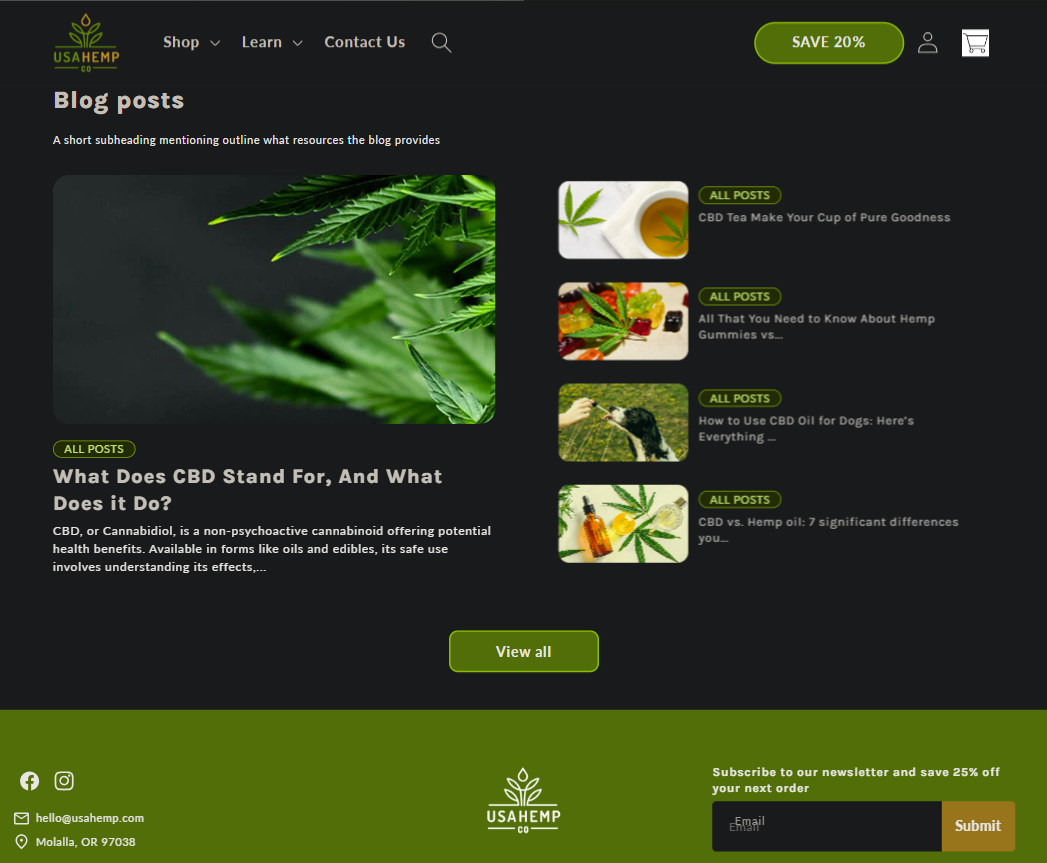 USAHEMP
CO
Shop
Learn
Contact Us
SAVE 20%
Blog posts
A short subheading mentioning outline what resources the blog provides
ALL POSTS
What Does CBD Stand For, And What
Does it Do?
CBD, or Cannabidiol, is a non-psychoactive cannabinoid offering potential
health benefits. Available in forms like oils and edibles, its safe use
involves understanding its effects,...
ALL POSTS
CBD Tea Make Your Cup of Pure Goodness
ALL POSTS
All That You Need to Know About Hemp
Gummies vs...
ALL POSTS
How to Use CBD Oil for Dogs: Here's
Everything ...
ALL POSTS
CBD vs. Hemp oil: 7 significant differences
you...
View all
hello@usahemp.com
Molalla, OR 97038
USAHEMP
CO
Subscribe to our newsletter and save 25% off
your next order
Email
Email
Submit